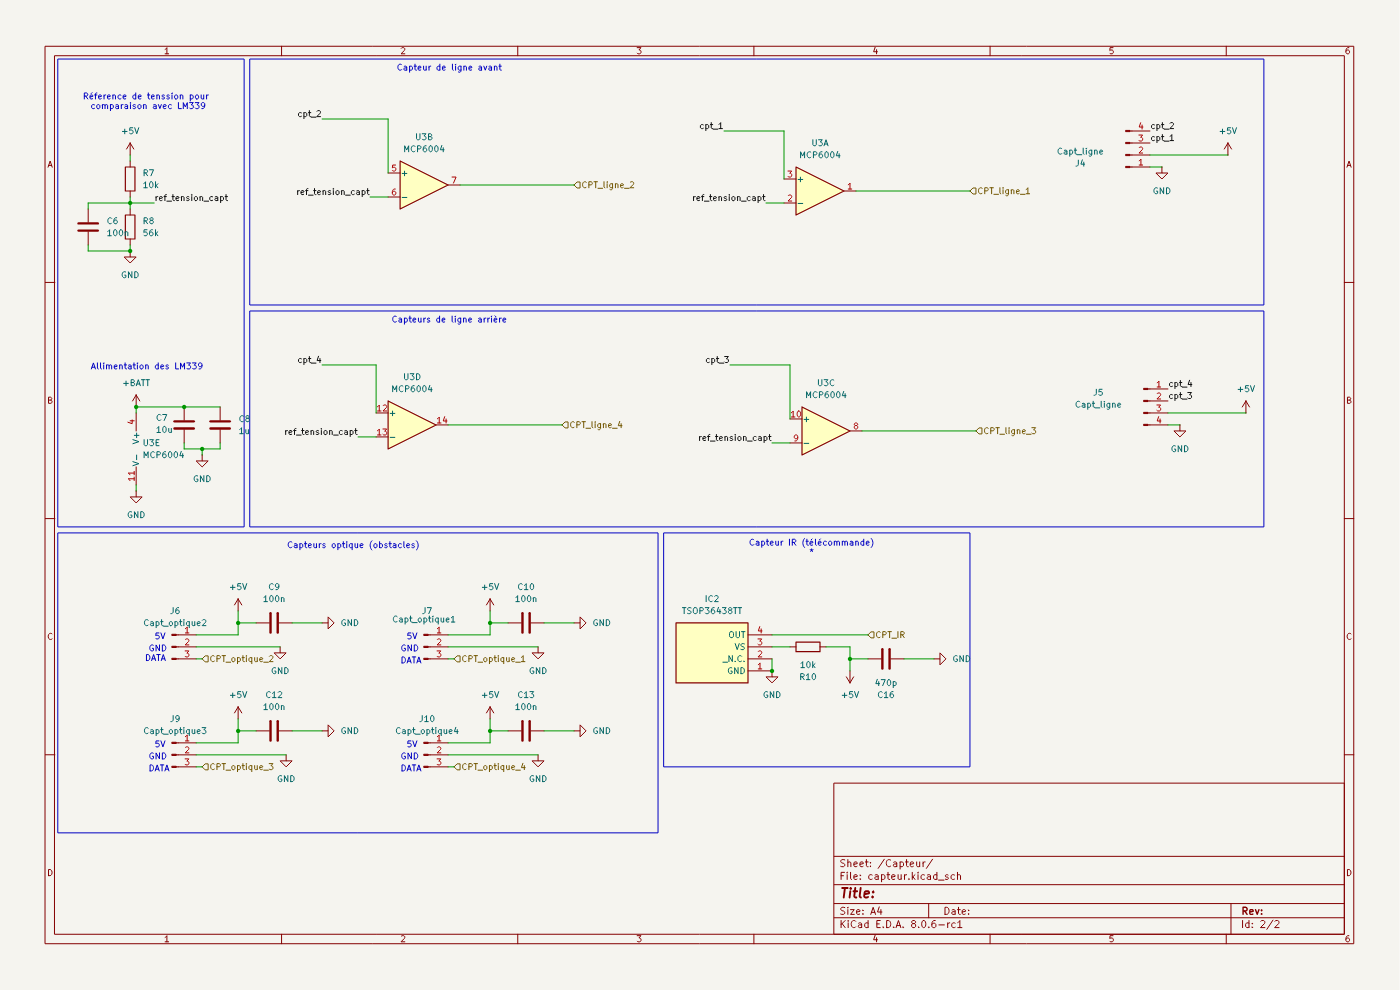 1
2
3
4
5
6
A
B
C
D
Réference de tenssion pour
comparaison avec LM339
+5V
R7
10k
ref_tension_capt
C6
100n
R8
56k
GND
Allimentation des LM339
+BATT
4
V+
U3E
MCP6004
V-
11
GND
C7
10u
C8
1u
GND
Capteur de ligne avant
cpt_2
U3B
MCP6004
5
+
6
-
7
ref_tension_capt
CPT_ligne_2
cpt_1
U3A
MCP6004
3
+
2
-
1
ref_tension_capt
CPT_ligne_1
Capt_ligne
J4
4
3
2
1
cpt_2
cpt_1
+5V
GND
Capteurs de ligne arrière
cpt_4
U3D
MCP6004
12
+
13
-
14
ref_tension_capt
CPT_ligne_4
cpt_3
U3C
MCP6004
10
+
9
-
8
ref_tension_capt
CPT_ligne_3
J5
Capt_ligne
1
2
3
4
cpt_4
cpt_3
+5V
GND
Capteurs optique (obstacles)
+5V
C9
100n
GND
J6
Capt_optique2
5V
1
GND
2
DATA
3
CPT_optique_2
GND
+5V
C10
100n
GND
J7
Capt_optique1
5V
1
GND
2
DATA
3
CPT_optique_1
GND
+5V
C12
100n
GND
J9
Capt_optique3
5V
1
GND
2
DATA
3
CPT_optique_3
GND
+5V
C13
100n
GND
J10
Capt_optique4
5V
1
GND
2
DATA
3
CPT_optique_4
GND
Capteur IR (télécommande)
*
IC2
TSOP36438TT
OUT
4
VS
3
_N.C.
2
GND
1
CPT_IR
10k
R10
GND
+5V
470p
C16
GND
Sheet: /Capteur/
File: capteur.kicad_sch
Title:
Size: A4
Date:
Rev:
KiCad E.D.A. 8.0.6-rc1
Id: 2/2
1
2
3
4
5
6
A
B
C
D